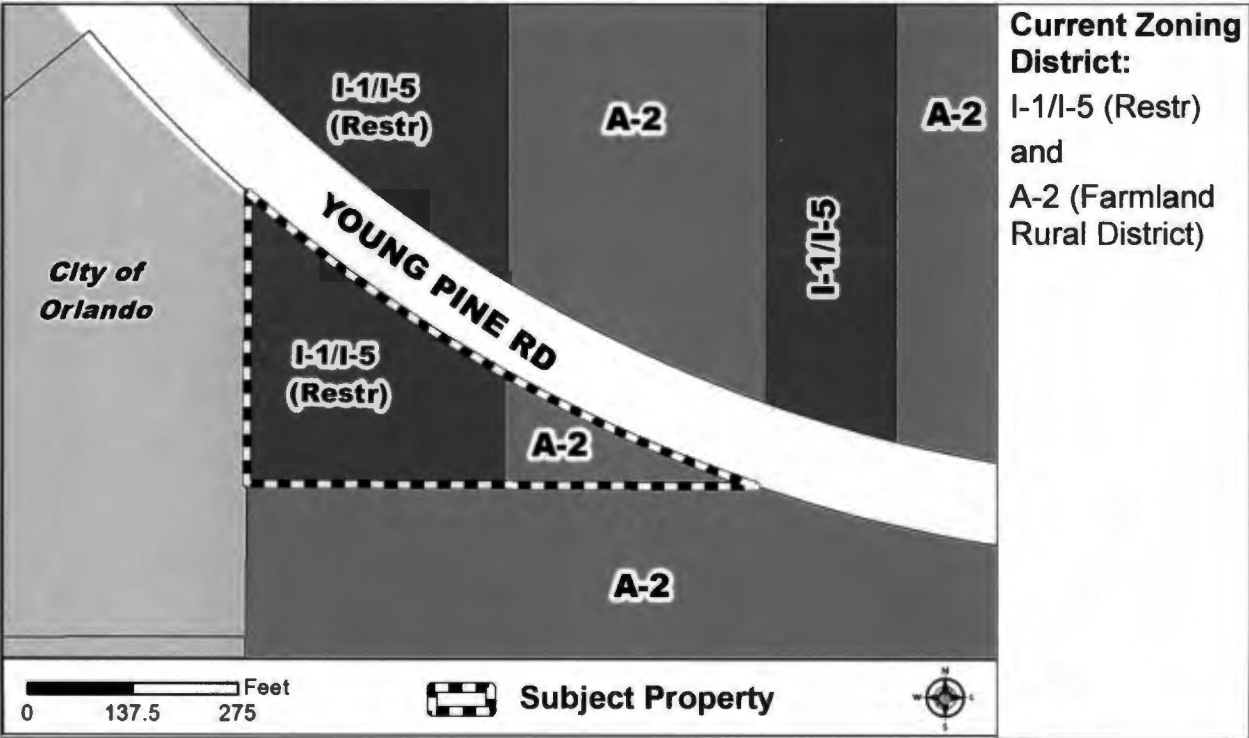 I-1/I-5
(Restr)
A-2
A-2
I-1/I-5
YOUNG PINE RD
City of
Orlando
I-1/I-5
(Restr)
A-2
A-2
Current Zoning
District:
I-1/I-5 (Restr)
and
A-2 (Farmland
Rural District)
Feet
0 137.5 275
Subject Property
N
W E
S